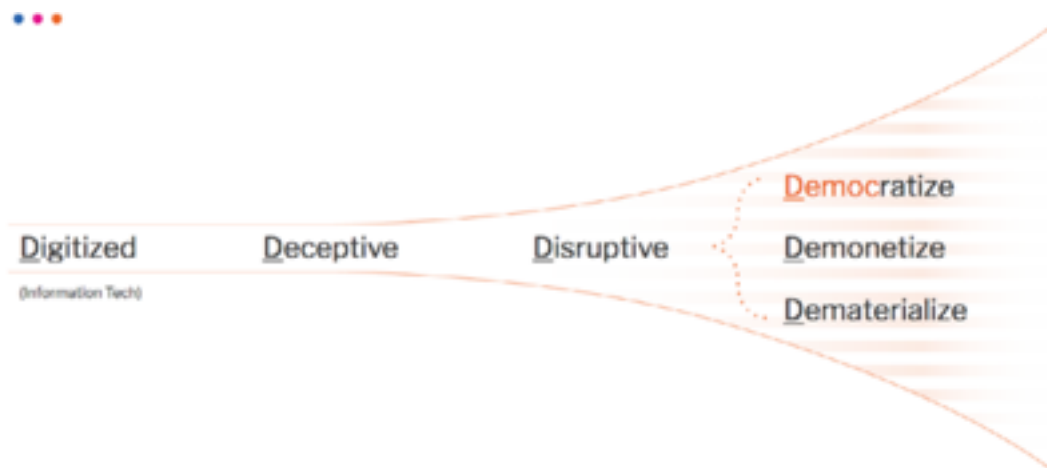 Digitized
(Information Tech)
Deceptive
Disruptive
Democratize
Demonetize
Dematerialize